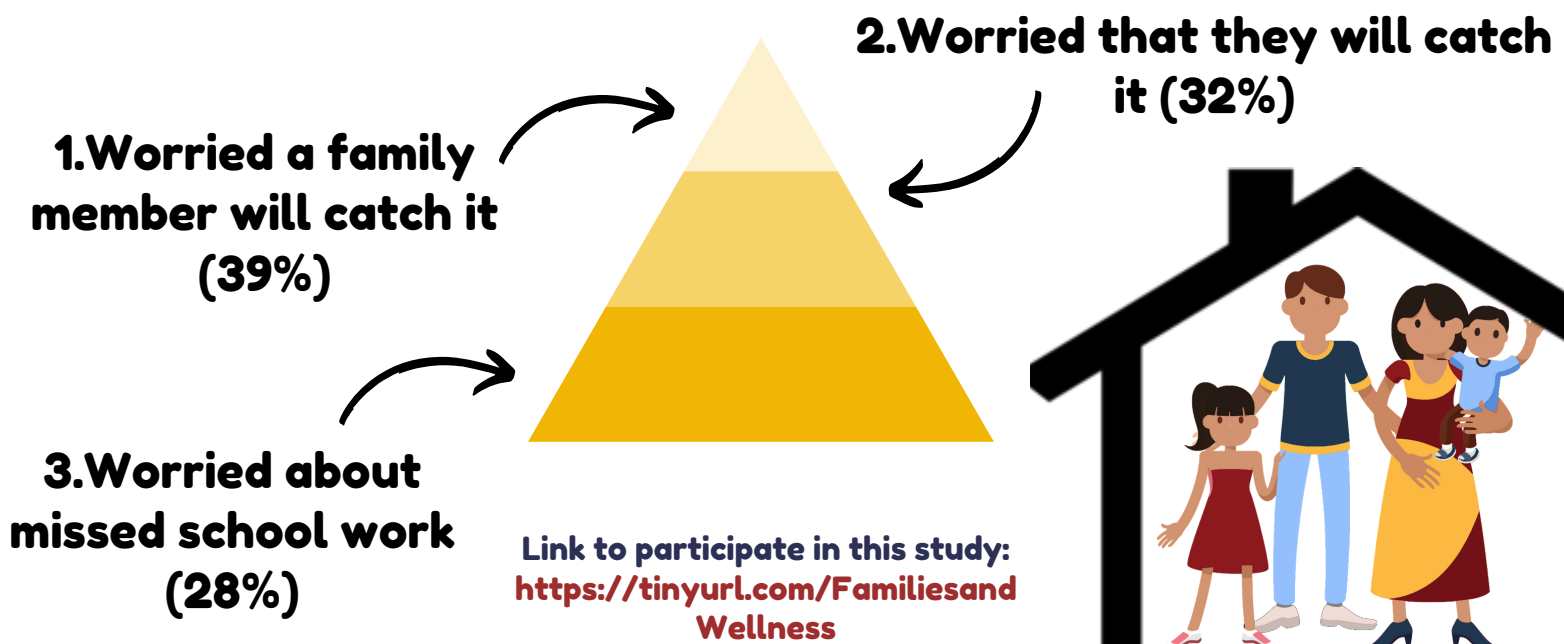 1.Worried a family
member will catch it
(39%)
2.Worried that they will catch
it (32%)
3.Worried about
missed school work
(28%)
Link to participate in this study:
https://tinyurl.com/Familiesand
Wellness